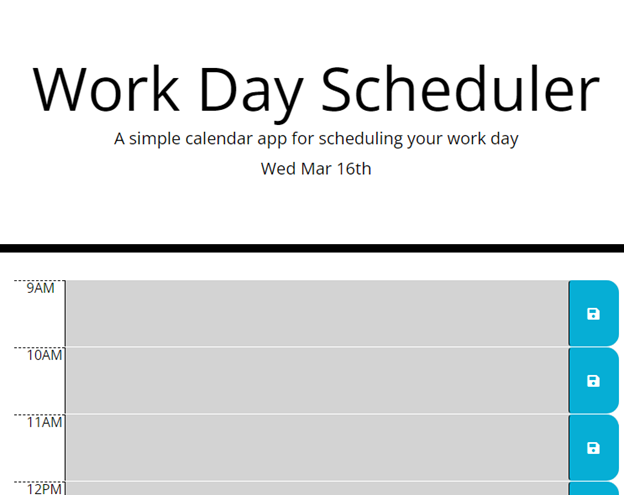 Work Day Scheduler
A simple calendar app for scheduling your work day
Wed Mar 16th
9AM
10AM
11AM
12PM